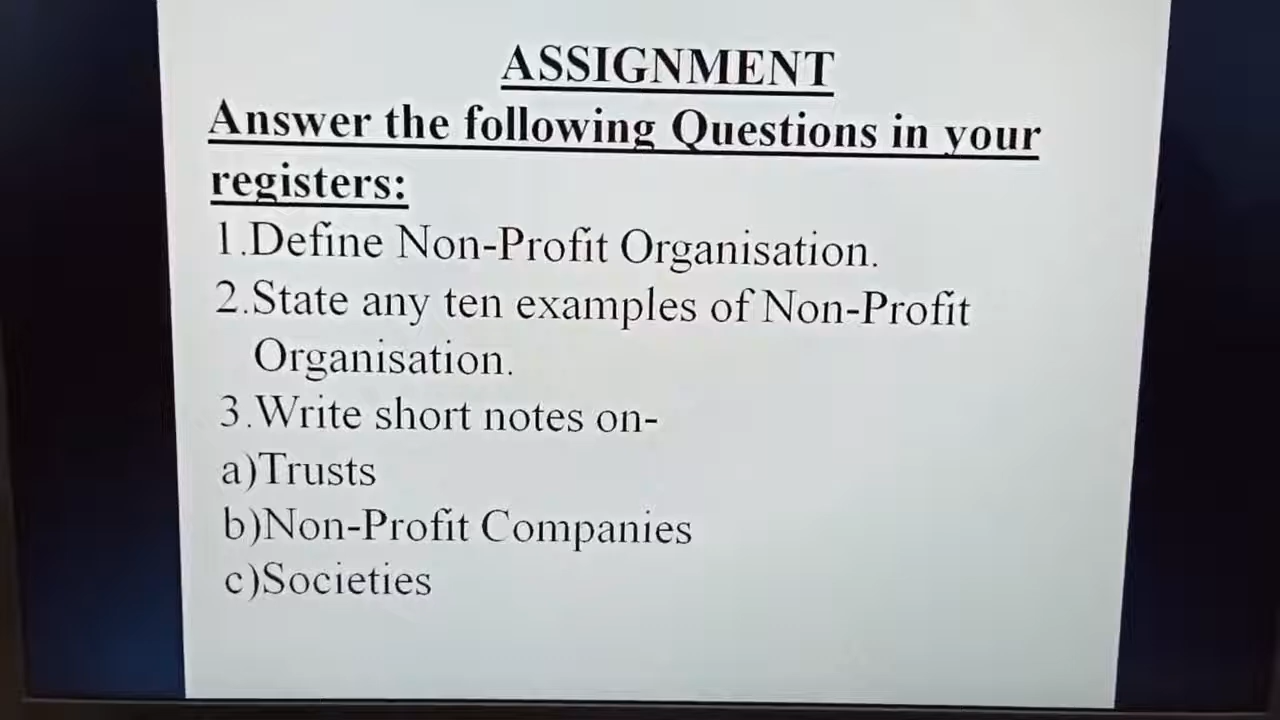 ASSIGNMENT
Answer the following Questions in your
registers:
1.Define Non-Profit Organisation.
2.State any ten examples of Non-Profit
Organisation.
3.Write short notes on-
a)Trusts
b)Non-Profit Companies
c)Societies